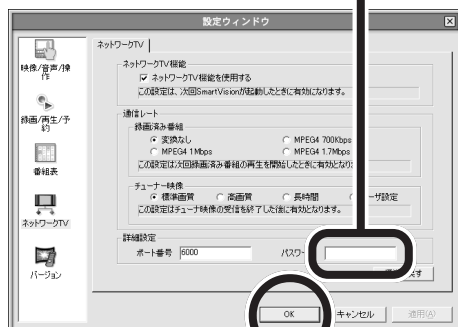 設定ウィンドウ
映像/音声/操作
録画/再生/予約
番組表
ネットワークTV
バージョン
ネットワークTV
ネットワークTV機能
ネットワークTV機能を使用する
この設定は、次回SmartVisionが起動したときに有効になります。
通信レート
録画済み番組
変換なし
MPEG4 700Kbps
MPEG4 1Mbps
MPEG4 1.7Mbps
この設定は次回録画済み番組の再生を開始したときに有効とな
チューナー映像
標準画質
高画質
長時間
ーザ設定
この設定はチューナ映像の受信を終了した後に有効となります。
詳細設定
ポート番号 6000
パスワ
OK
キャンセル
適用(A)